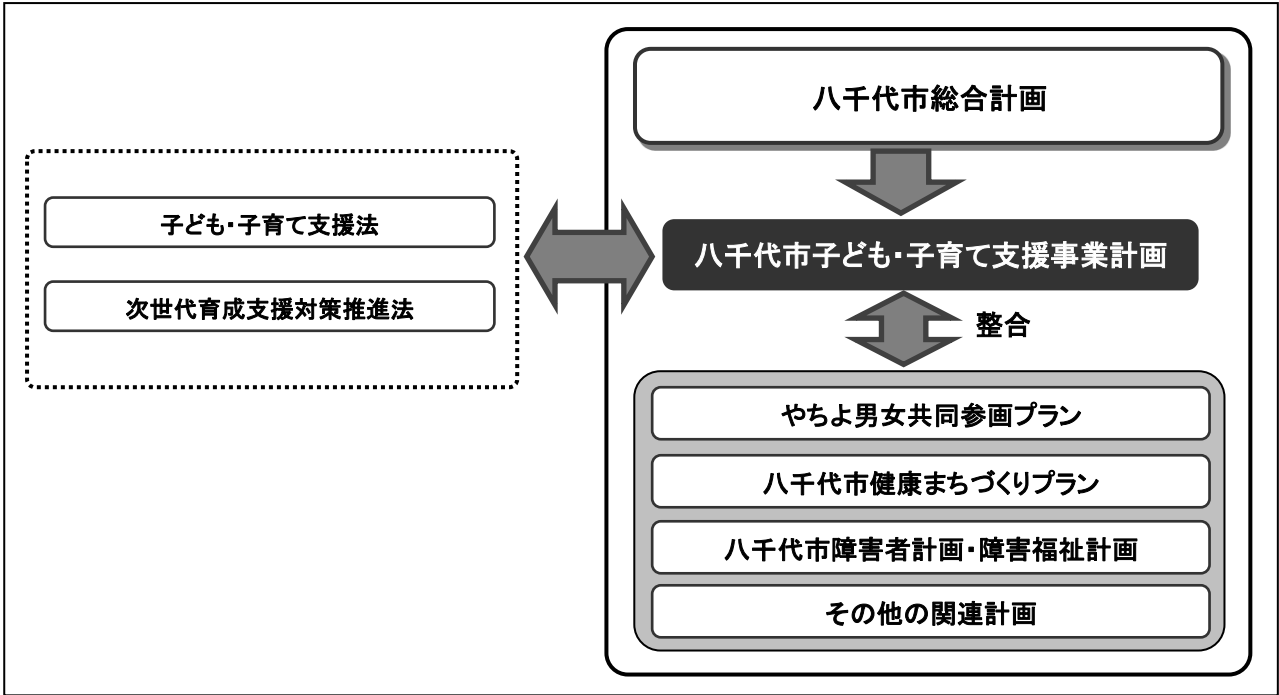 八千代市総合計画
子ども・子育て支援法
次世代育成支援対策推進法
八千代市子ども・子育て支援事業計画
整合
やちよ男女共同参画プラン
八千代市健康まちづくりプラン
八千代市障害者計画・障害福祉計画
その他の関連計画